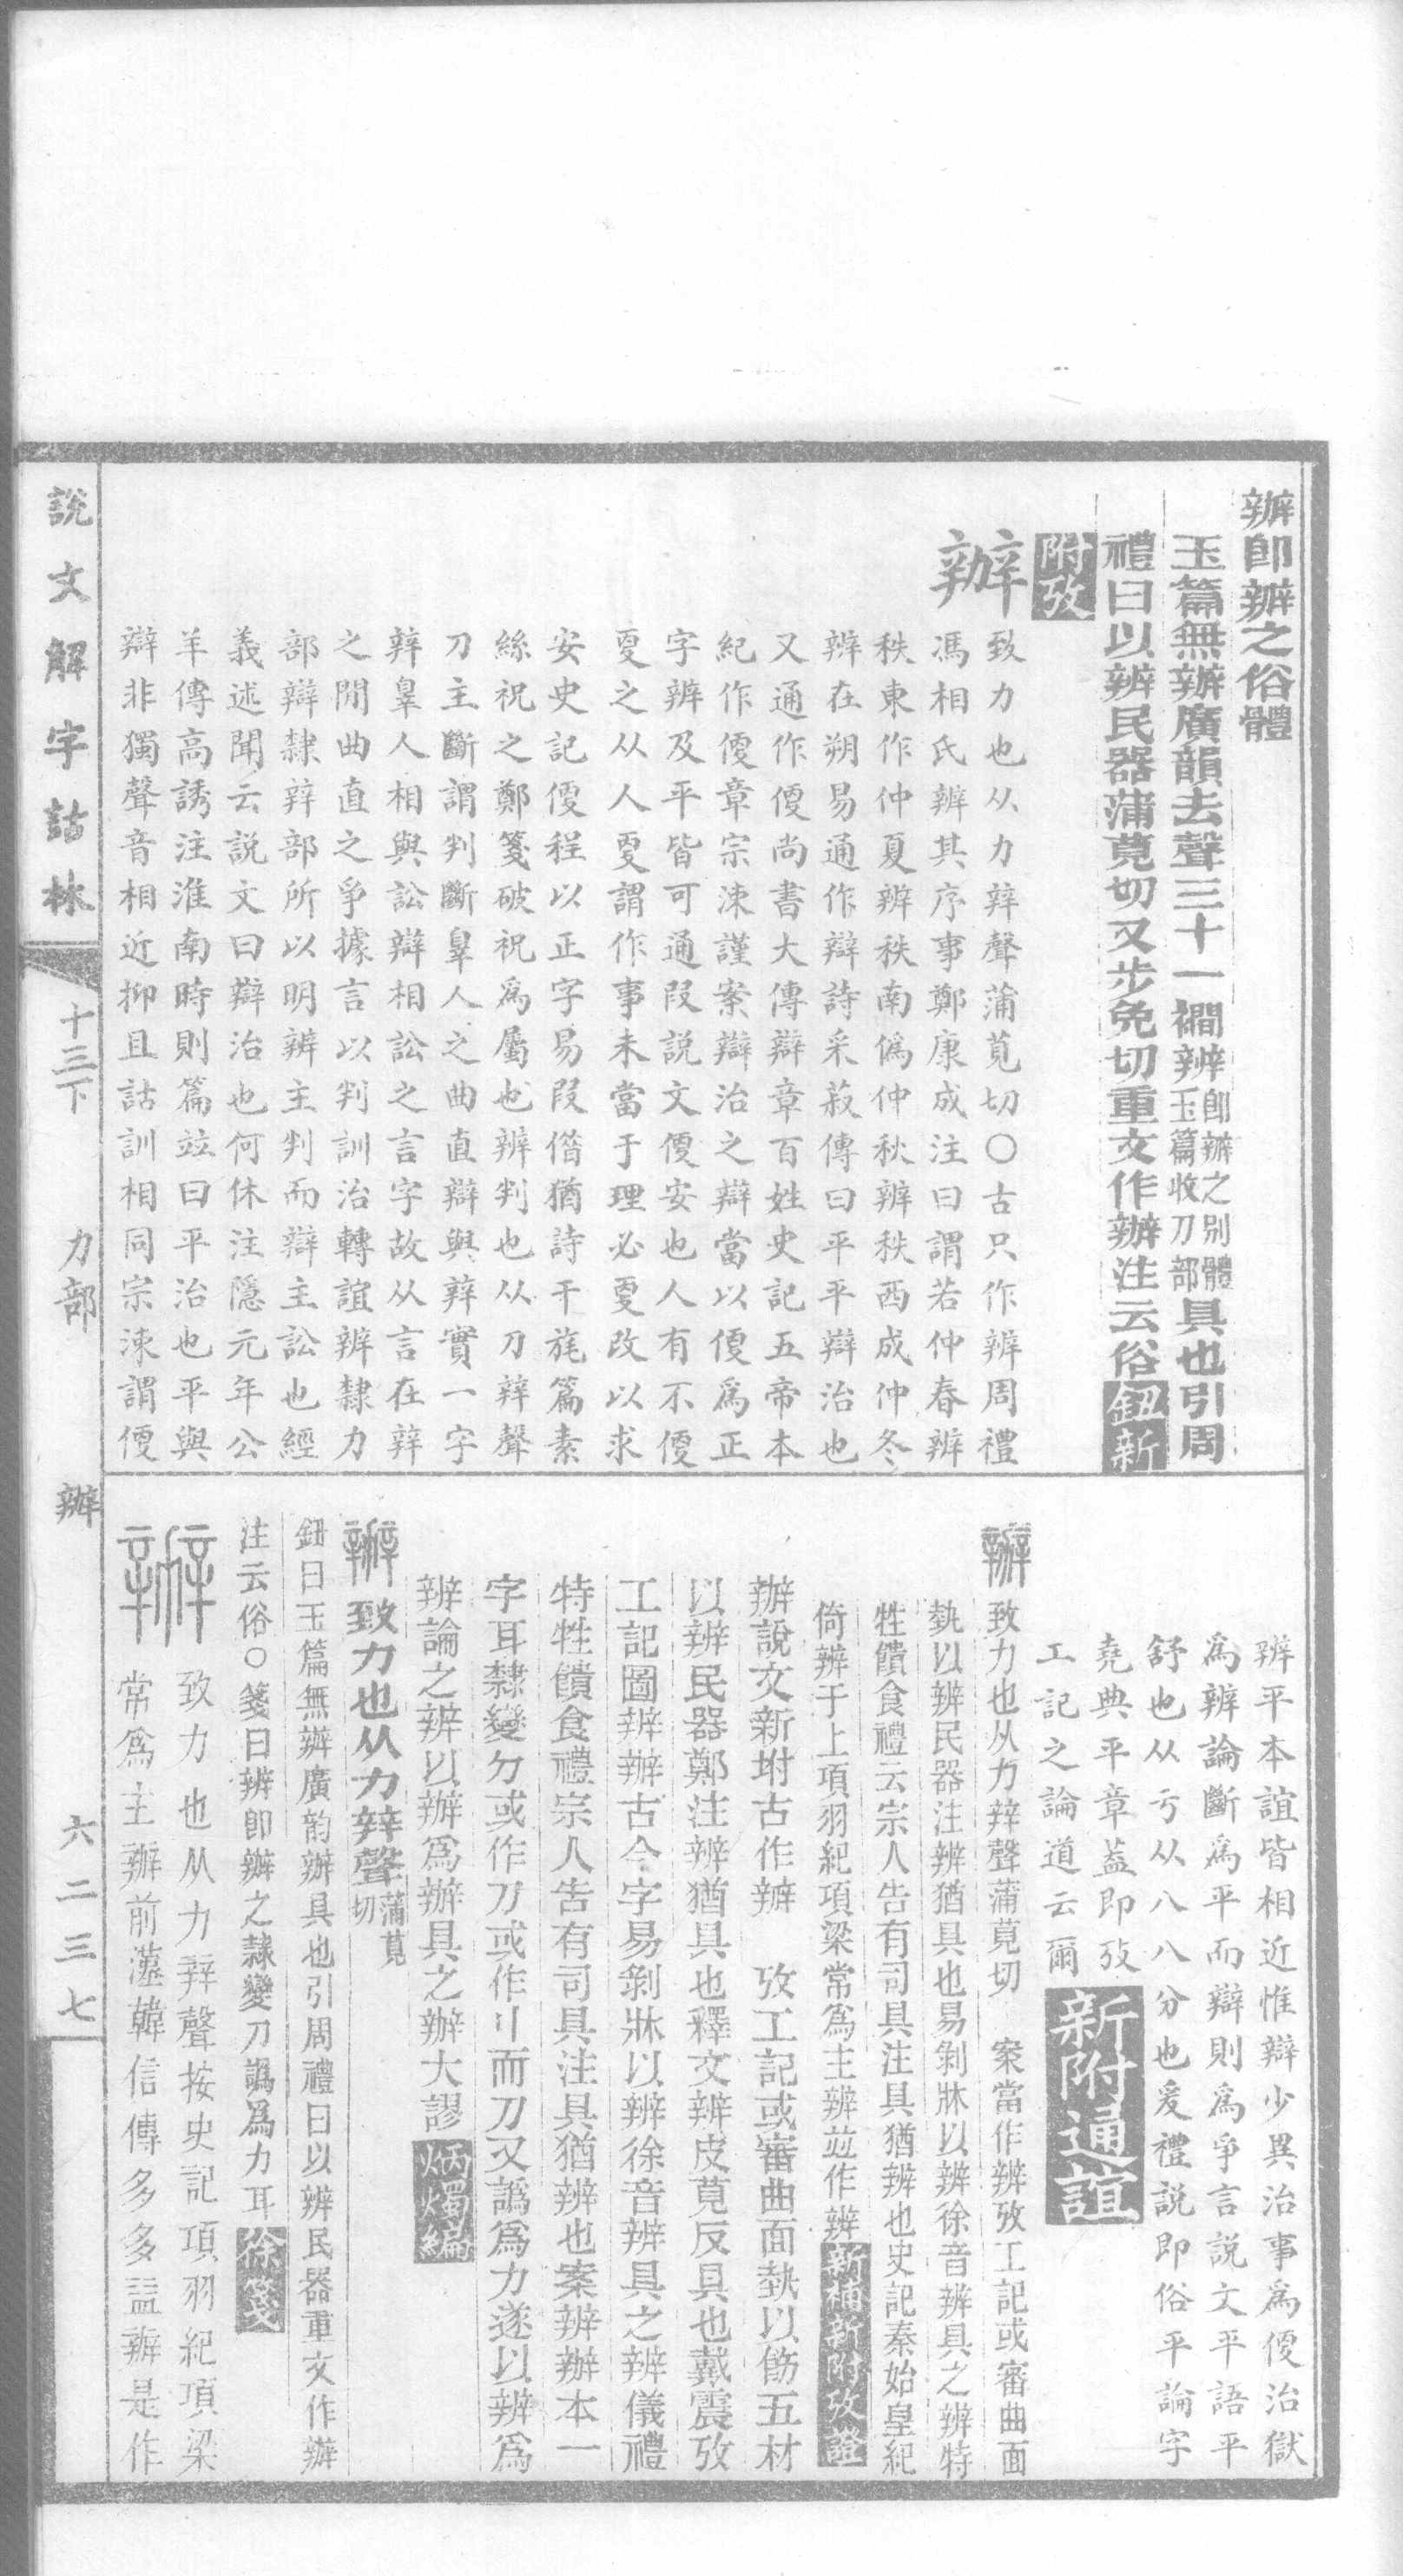 辦卽辨之俗體
玉篇無辦廣韻去聲三十一襉辨卽辦之别體玉篇收刀部具也引周
禮曰以辨民器蒲莧切又步免切重文作辦注云俗鈕新
附攷
辦
致力也从力辡聲蒲莧切○古只作辨周禮
馮相氏辨其序事鄭康成注曰謂若仲春辨
秩東作仲夏辨秩南僞仲秋辨秩西成仲冬
辨在朔易通作辯詩采菽傳曰平平辯治也
又通作㢮尚書大傳辯章百姓史記五帝本
紀作便章宗涑謹案辯治之辯當以便爲正
字辨及平皆可通叚説文便安也人有不便
㪅之从人㪅謂作事未當于理必㪅改以求
安史記便程以正字易叚借猶詩干旄篇素
絲祝之鄭箋破祝爲屬也辨判也从刀辡聲
刀主斷謂判斷辠人之曲直辯與辡實一字
辡辠人相與訟辯相訟之言字故从言在辡
之閒曲直之爭據言以判訓治轉誼辨隸力
部辯隸辡部所以明辨主判而辯主訟也經
義述聞云説文曰辯治也何休注隱元年公
羊傳高誘注淮南時則篇竝曰平治也平與
辯非獨聲音相近抑且詁訓相同宗涑謂便
辨平本誼皆相近惟辯少異治事爲便治獄
爲辨論斷爲平而辯則爲爭言説文平語平
舒也从亏从八八分也爰禮説即俗平論字
堯典平章葢即攷
工記之論道云爾新附通誼
辦致力也从力辡聲蒲莧切　案當作辨攷工記或審曲面
埶以辨民器注辨猶具也易剝牀以辨徐音辨具之辨特
牲饋食禮云宗人告有司具注具猶辨也史記秦始皇紀
倚辨于上項羽紀項梁常爲主辨竝作辨新補新附攷證
辦說文新坿古作辨　攷工記或審曲面埶以飭五材
以辨民器鄭注辨猶具也釋文辨皮莧反具也戴震攷
工記圖辨辦古今字易剝牀以辨徐音辨具之辨儀禮
特牲饋食禮宗人告有司具注具猶辨也案辨辦本一
字耳隸變刀或作刀或作刂而刀又譌爲力遂以辨爲
辨論之辨以辦爲辦具之辦大謬炳燭編
辦致力也从力辡聲蒲莧切
鈕曰玉篇無辦廣韵辦具也引周禮曰以辨民器重文作辦
注云俗○箋曰辨即辦之隷變刀譌爲力耳徐箋
辦致力也从力辡聲按史記項羽紀項梁
常爲主辦前漢韓信傳多多益辦是作
說文解字詁林
十三下
力部
辦
六二三七